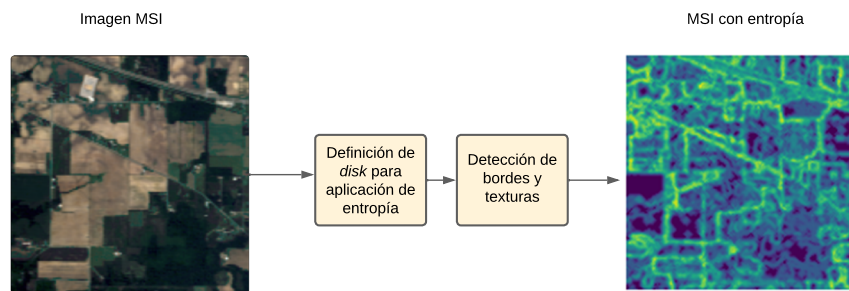 Imagen MSI
MSI con entropía
Definición de
disk para
aplicación de
entropía
Detección de
bordes y
texturas